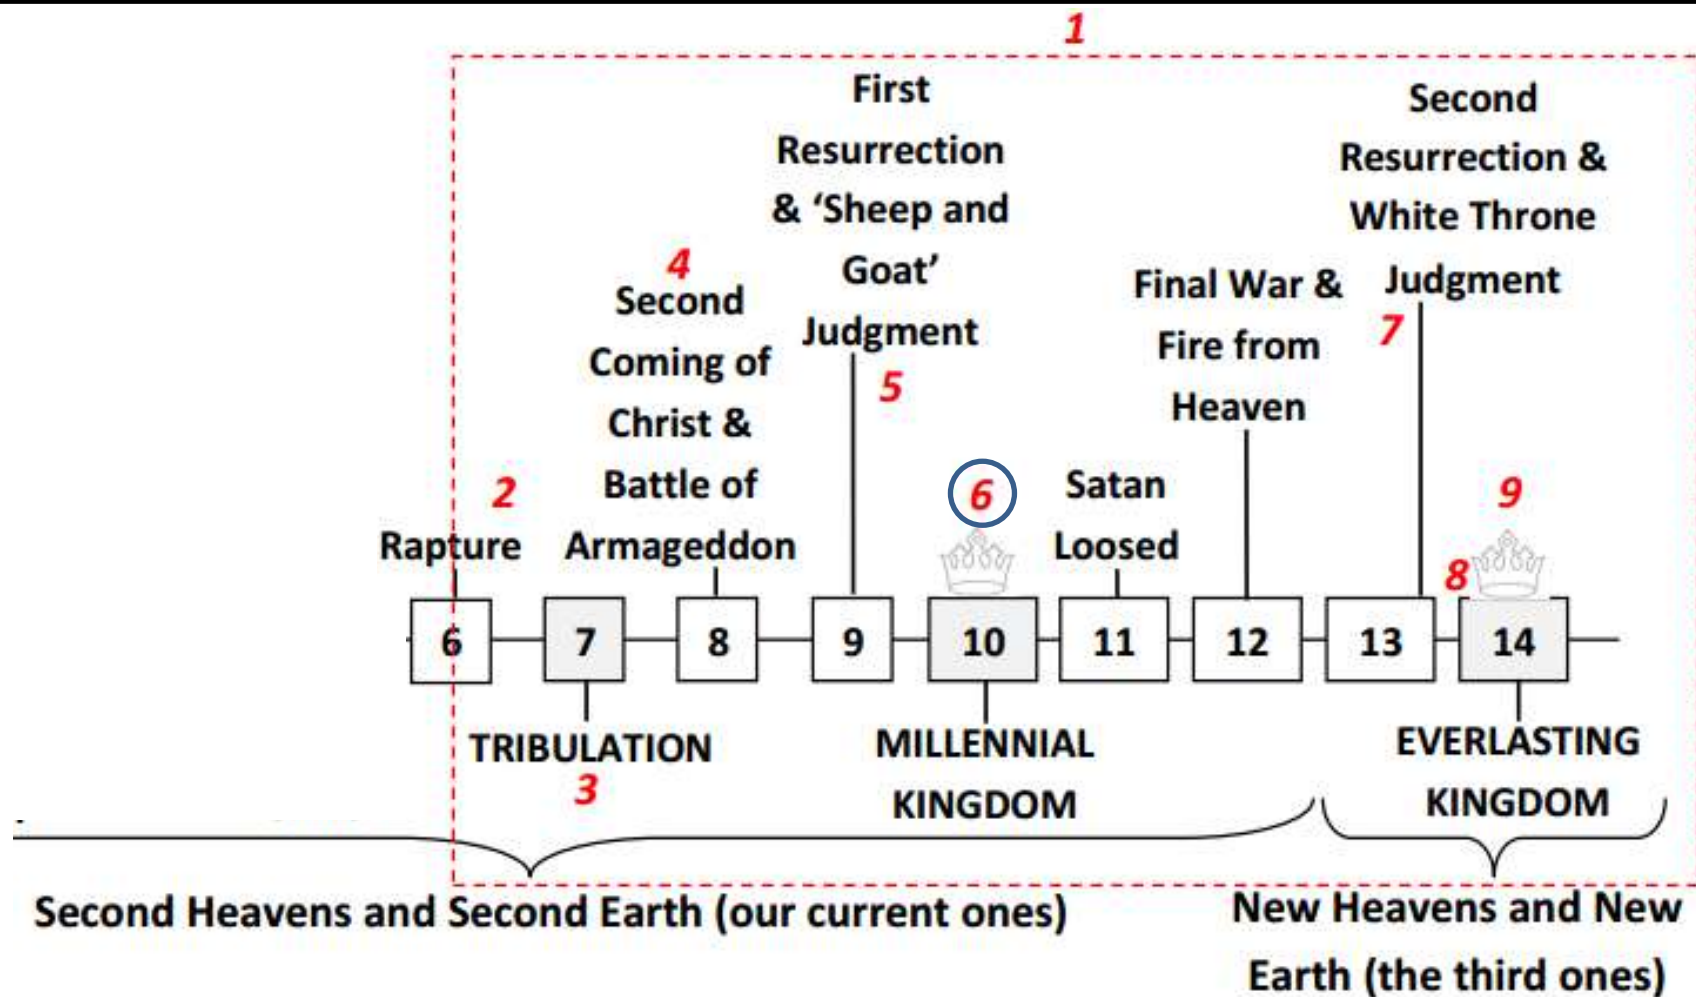 1
First
Resurrection
& ‘Sheep and
Goat’
Judgment
5
Second
Resurrection &
White Throne
Judgment
7
4
Second
Coming of
Christ &
Battle of
Armageddon
Final War &
Fire from
Heaven
2
Rapture
6
Satan
Loosed
9
8
6 7 8 9 10 11 12 13 14
TRIBULATION
3
MILLENNIAL
KINGDOM
EVERLASTING
KINGDOM
Second Heavens and Second Earth (our current ones)
New Heavens and New
Earth (the third ones)